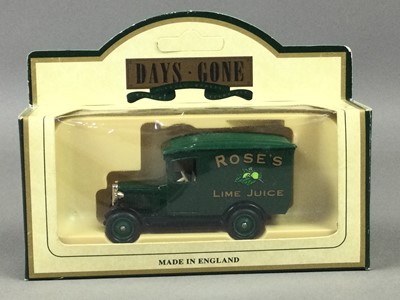 DAYS · GONE
ROSE'S
LIME JUICE
MADE IN ENGLAND